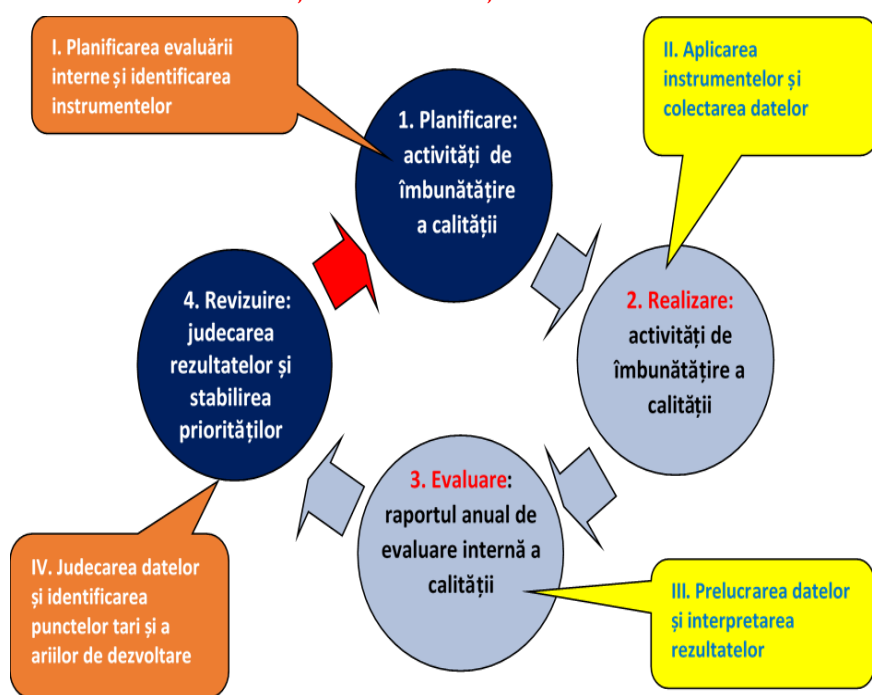 I. Planificarea evaluării
interne și identificarea
instrumentelor
II. Aplicarea
instrumentelor și
colectarea datelor
1. Planificare:
activități de
îmbunătățire
a calității
4. Revizuire:
judecarea
rezultatelor și
stabilirea
priorităților
2. Realizare:
activități de
îmbunătățire a
calității
3. Evaluare:
raportul anual de
evaluare internă a
calității
IV. Judecarea datelor
și identificarea
punctelor tari și a
ariilor de dezvoltare
III. Prelucrarea datelor
și interpretarea
rezultatelor